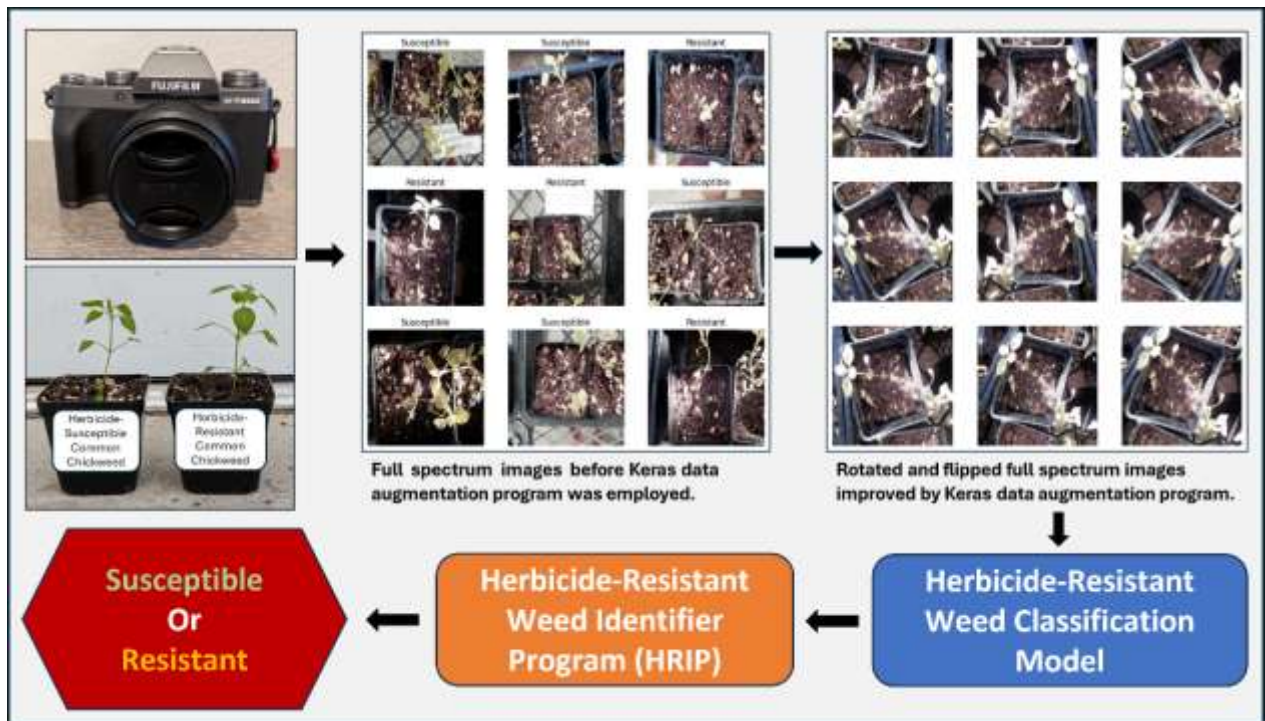 FUJIFILM
Susceptible
Susceptible
Resistant
Resistant
Resistant
Susceptible
Susceptible
Susceptible
Resistant
Herbicide-
Susceptible
Common
Chickweed
Herbicide-
Resistant
Common
Chickweed
Full spectrum images before Keras data
augmentation program was employed.
Rotated and flipped full spectrum images
improved by Keras data augmentation program.
Herbicide-Resistant
Weed Classification
Model
Herbicide-Resistant
Weed Identifier
Program (HRIP)
Susceptible
Or
Resistant